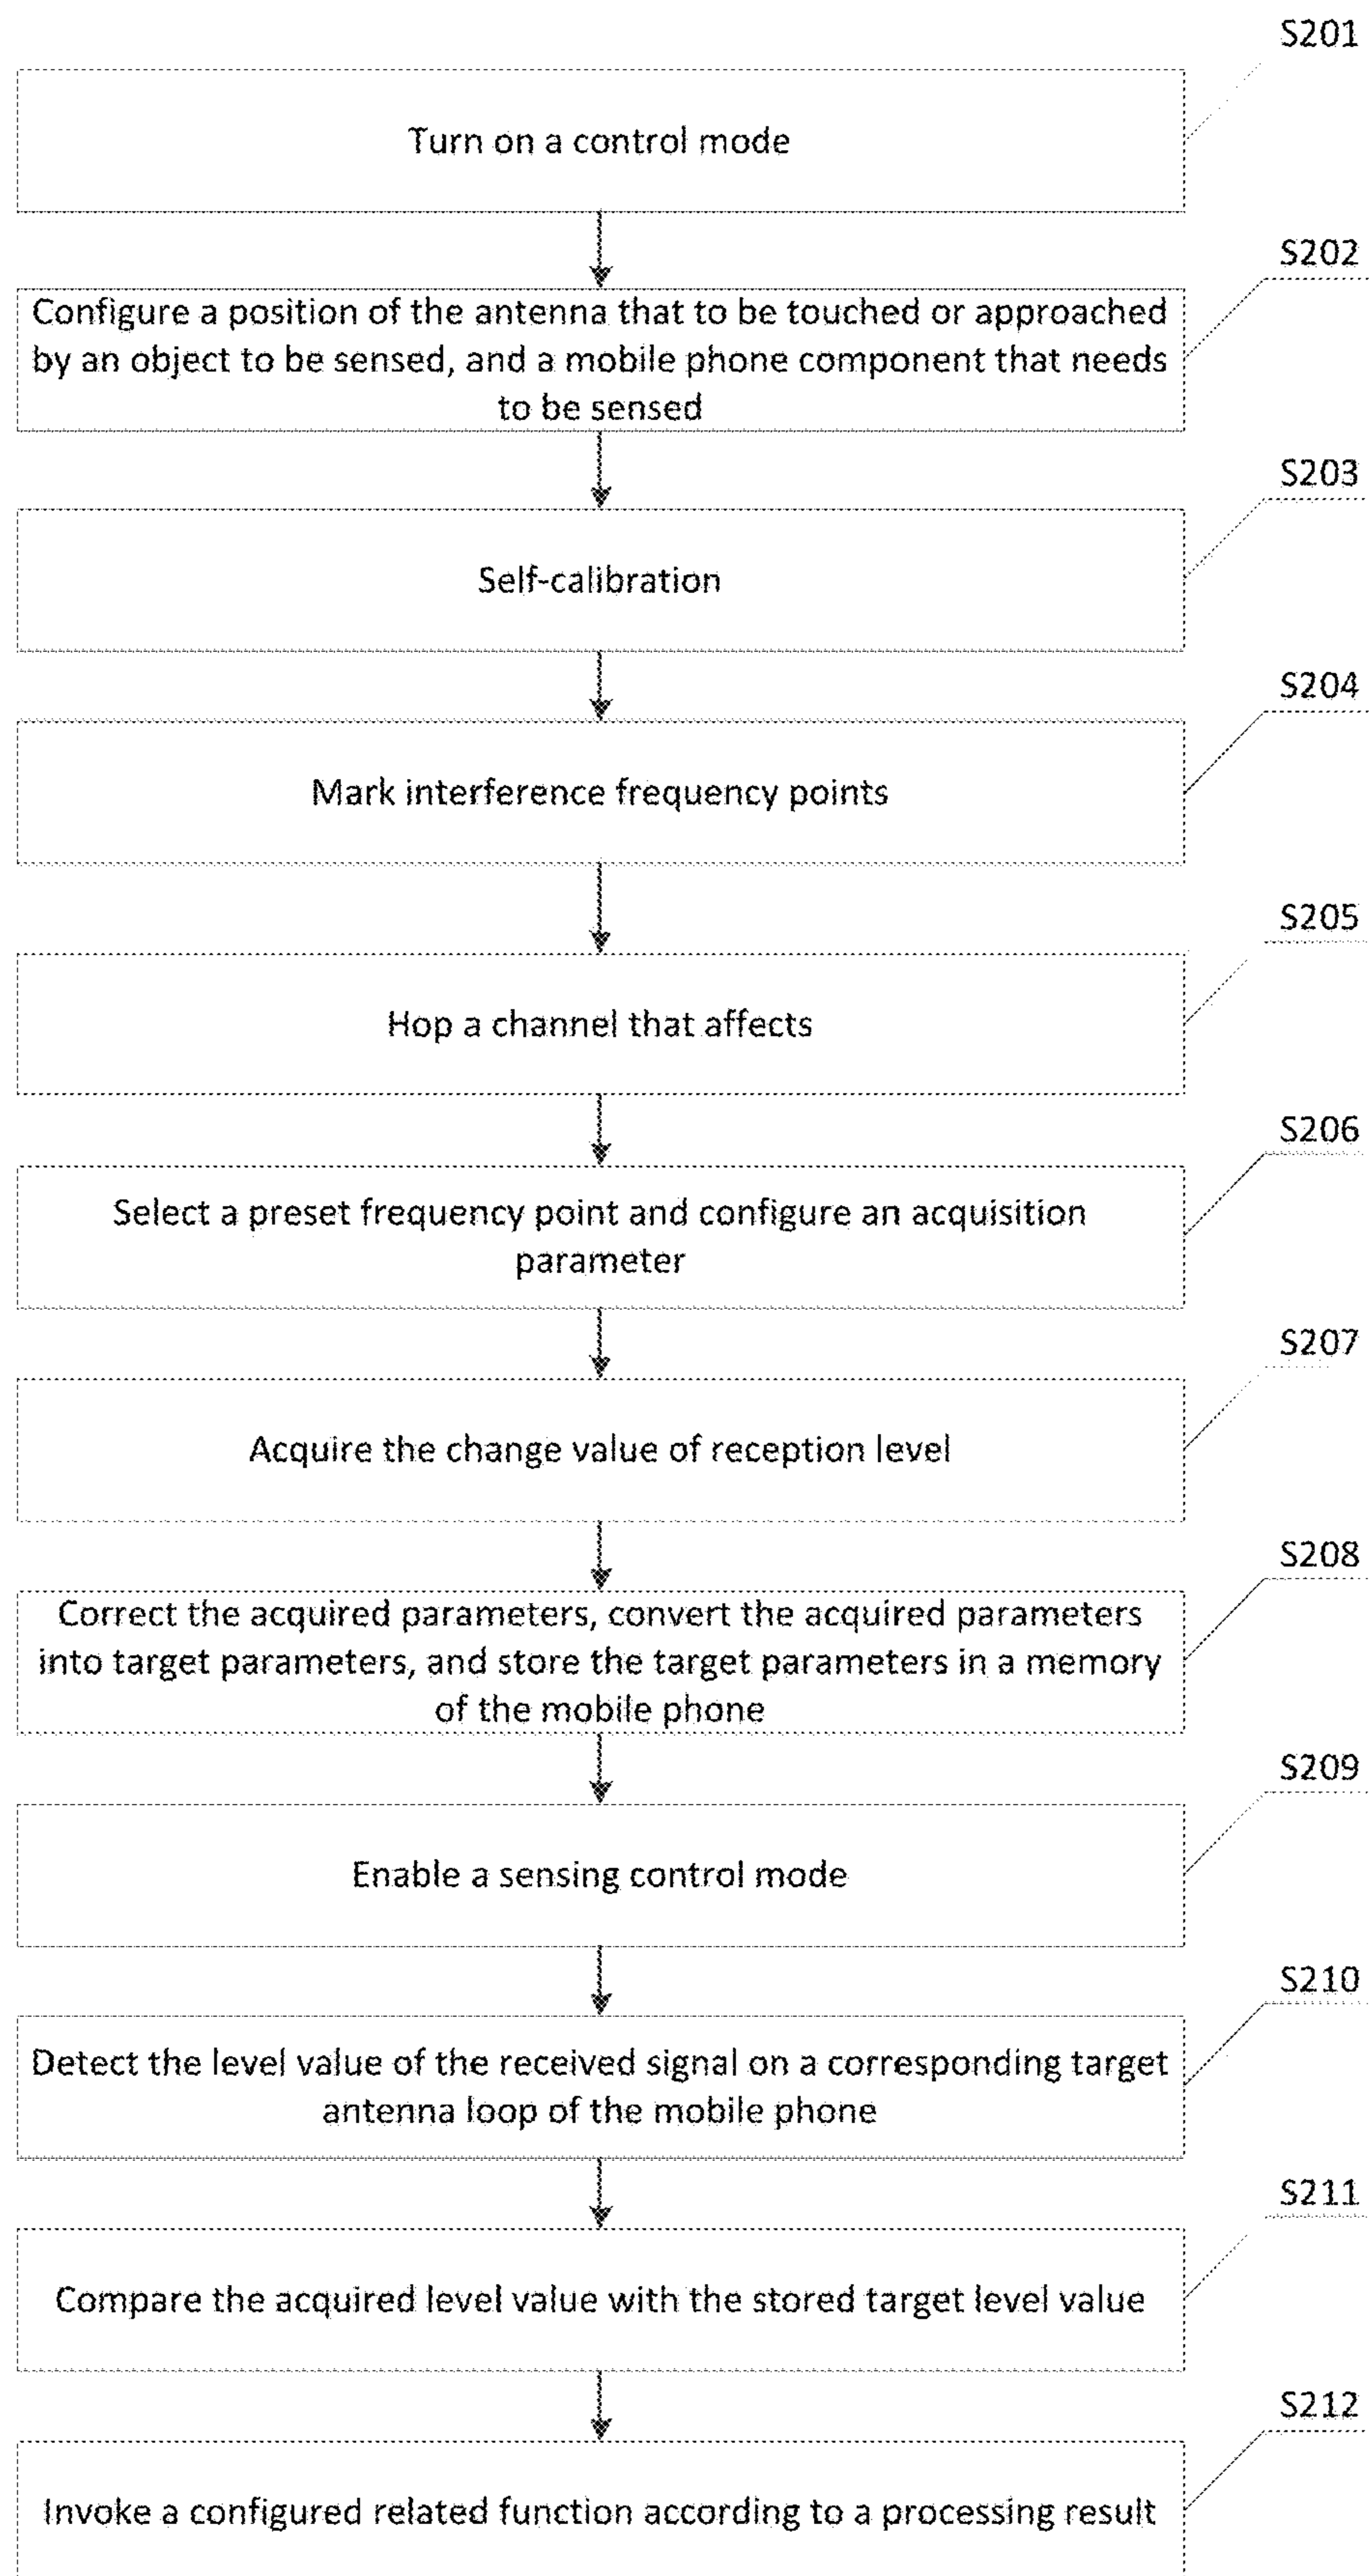 S201
Turn on a control mode
S202
Configure a position of the antenna that to be touched or approached
by an object to be sensed, and a mobile phone component that needs
to be sensed
S203
Self-calibration
S204
Mark interference frequency points
S205
Hop a channel that affects
S206
Select a preset frequency point and configure an acquisition
parameter
S207
Acquire the change value of reception level
S208
Correct the acquired parameters, convert the acquired parameters
into target parameters, and store the target parameters in a memory
of the mobile phone
S209
Enable a sensing control mode
S210
Detect the level value of the received signal on a corresponding target
antenna loop of the mobile phone
S211
Compare the acquired level value with the stored target level value
S212
Invoke a configured related function according to a processing result